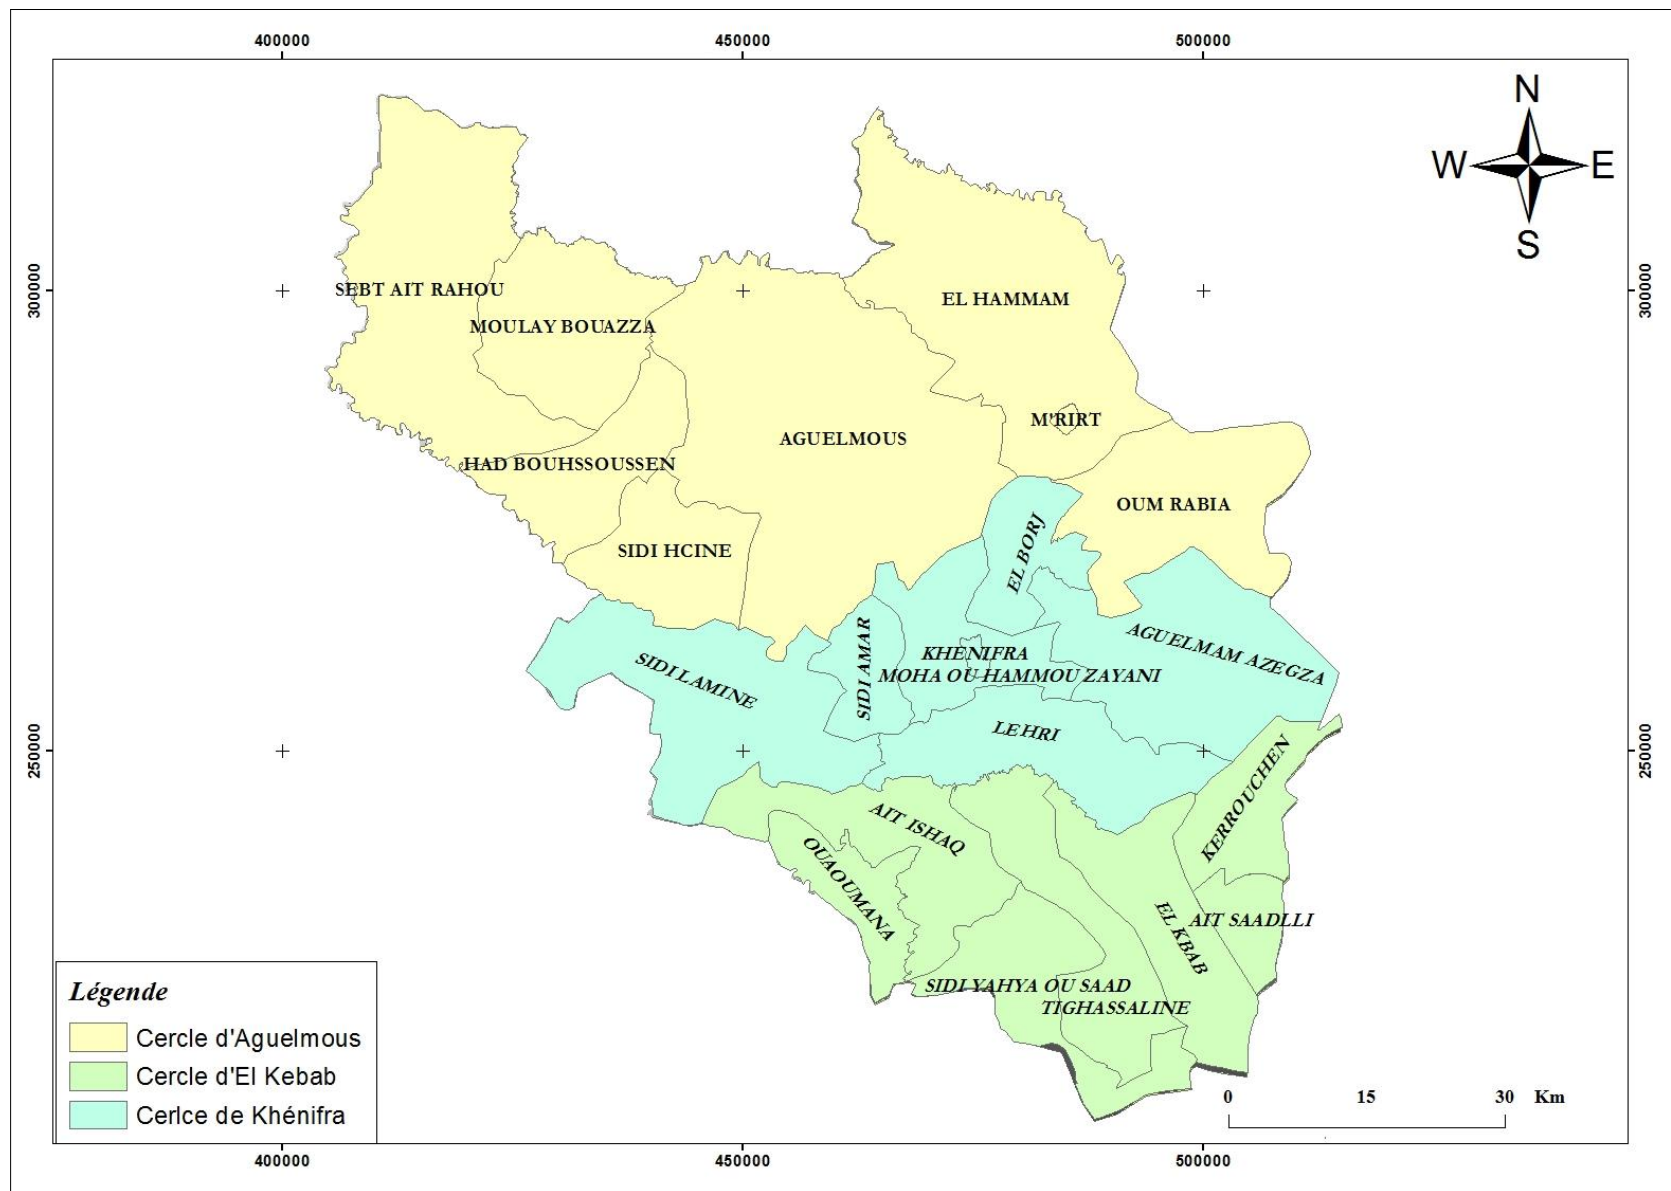 400000 450000 500000
N
W E
S
300000 300000
SEBT AIT RAHOU
EL HAMMAM
MOULAY BOUAZZA
M'RIRT
AGUELMOUS
HAD BOUHSSOUSSEN
OUM RABIA
SIDI HCINE
EL BORJ
AGUELMAM AZEGZA
KHENIFRA
SIDI AMAR
MOHA OU HAMMOU ZAYANI
SIDI LAMINE
LEHRI
250000 250000
KERROUCHEN
AIT ISHAQ
OUAOUMANA
AIT SAADLLI
EL KBAB
SIDI YAHYA OU SAAD
TIGHASSALINE
Légende
Cercle d'Aguelmous
Cercle d'El Kebab
Cerlce de Khénifra
0 15 30 Km
400000 450000 500000